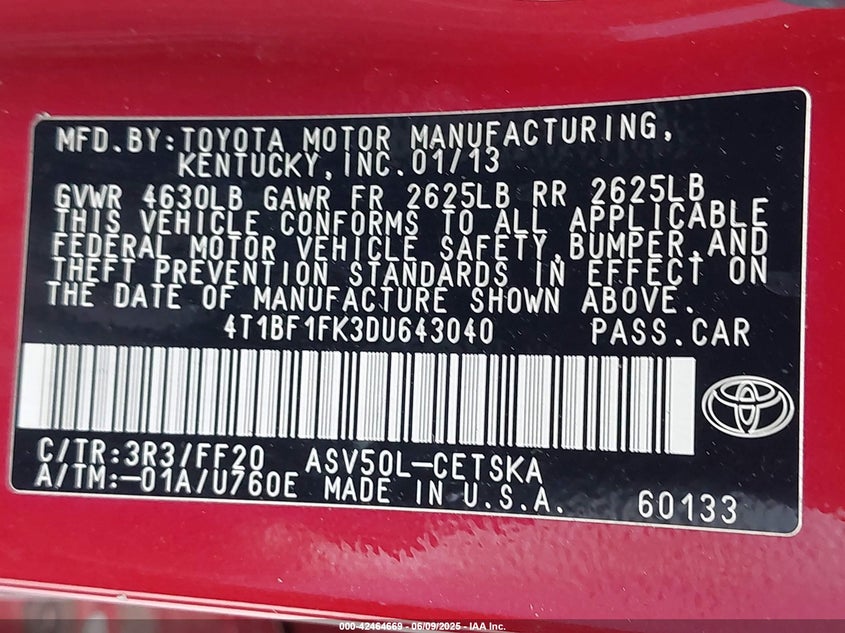 MFD.BY:TOYOTA MOTOR MANUFACTURING,
KENTUCKY,INC.01/13
GVWR 4630LB GAWR FR 2625LB RR 2625LB
THIS VEHICLE CONFORMS TO ALL APPLICABLE
FEDERAL MOTOR VEHICLE SAFETY,BUMPER,AND
THEFT PREVENTION STANDARDS IN EFFECT ON
THE DATE OF MANUFACTURE SHOWN ABOVE.
4T1BF1FK3DU643040 PASS.CAR
C/TR:3R3/FF20 ASV50L-CETSKA
A/TM:-01A/U760E MADE IN U.S.A. 60133
000-42464669 - 06/09/2025 - IAA Inc.